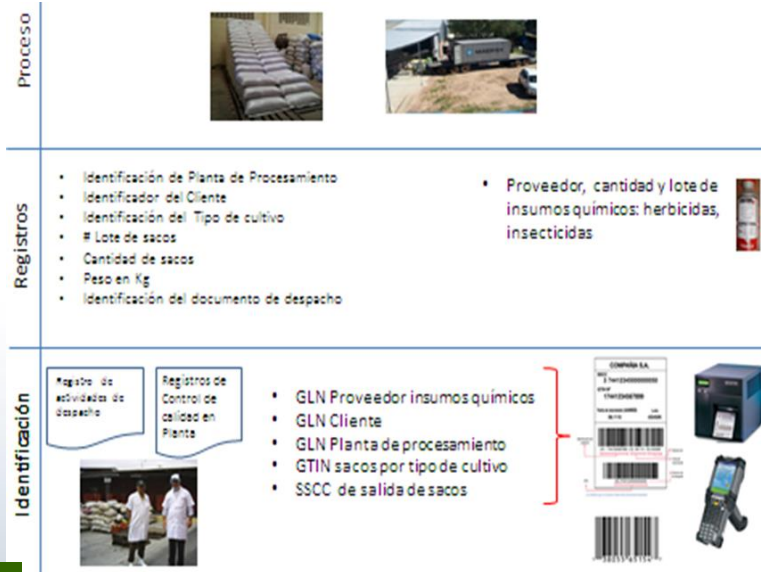 Proceso
Registros
• Identificación de Planta de Procesamiento
• Identificador del Cliente
• Identificación del Tipo de cultivo
• # Lote de sacos
• Cantidad de sacos
• Peso en Kg
• Identificación del documento de despacho
• Proveedor, cantidad y lote de
insumos químicos: herbicidas,
insecticidas
Identificación
Registro de
actividades de
despacho
Registros de
Control de
calidad en
Planta
• GLN Proveedor insumos químicos
• GLN Cliente
• GLN Planta de procesamiento
• GTIN sacos por tipo de cultivo
• SSCC de salida de sacos
COMPAÑIA S.A.